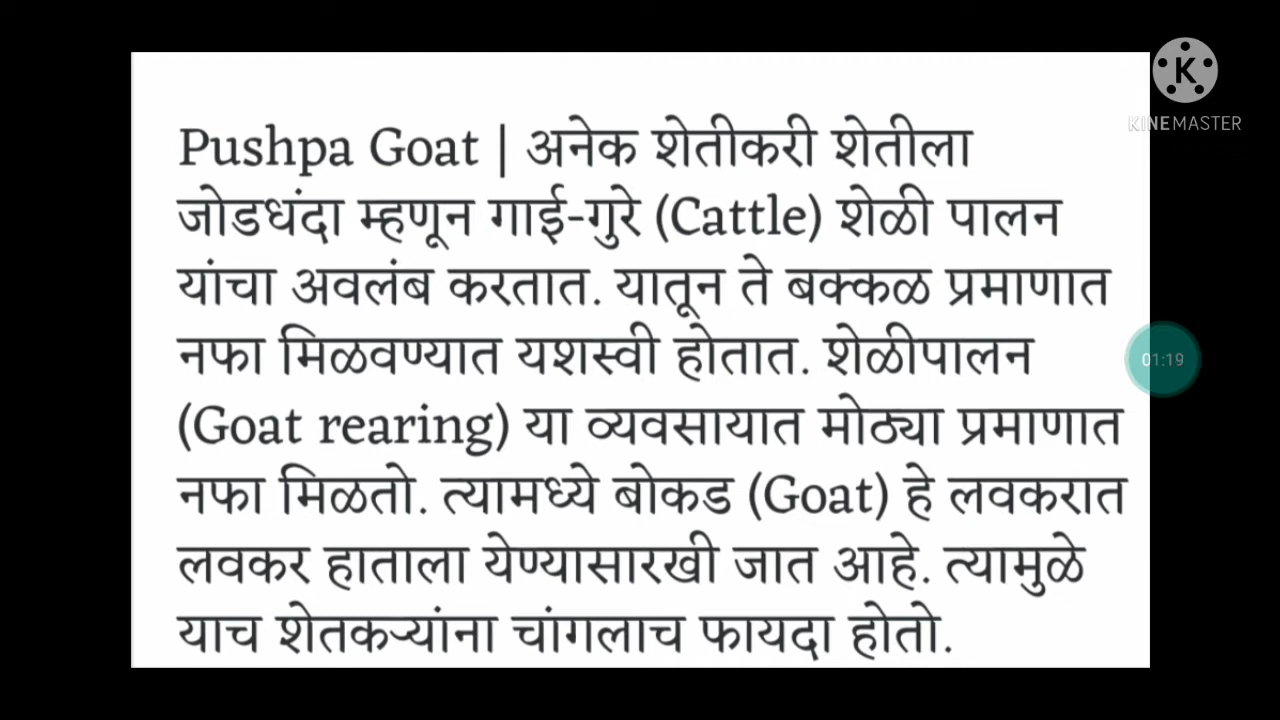 KINEMASTER
Pushpa Goat | अनेक शेतीकरी शेतीला
जोडधंदा म्हणून गाई-गुरे (Cattle) शेळी पालन
यांचा अवलंब करतात. यातून ते बक्कळ प्रमाणात
नफा मिळवण्यात यशस्वी होतात. शेळीपालन
01:19
(Goat rearing) या व्यवसायात मोठ्या प्रमाणात
नफा मिळतो. त्यामध्ये बोकड (Goat) हे लवकरात
लवकर हाताला येण्यासारखी जात आहे. त्यामुळे
याच शेतकऱ्यांना चांगलाच फायदा होतो.